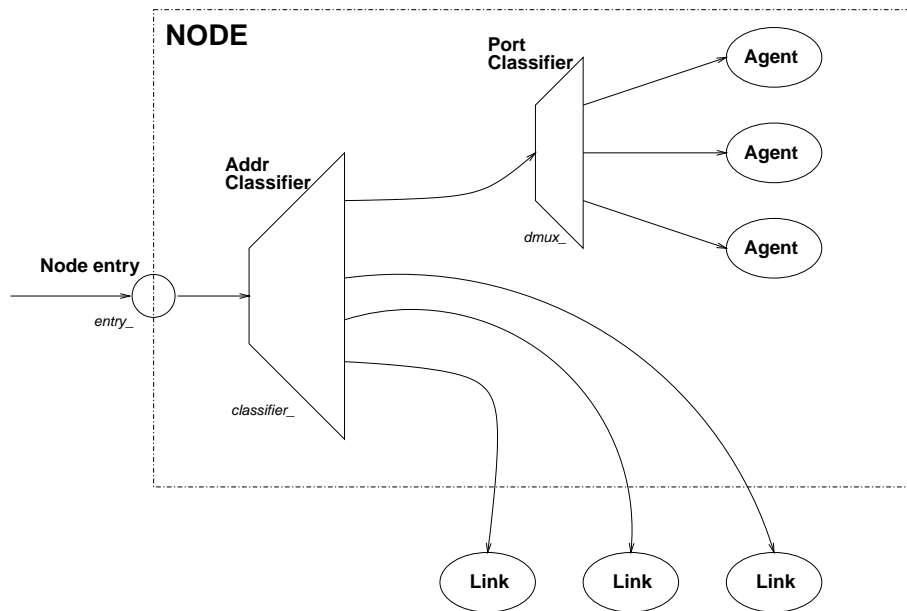 NODE
Port
Classifier
Agent
Agent
Addr
Classifier
dmux_
Agent
Node entry
entry_
classifier_
Link
Link
Link